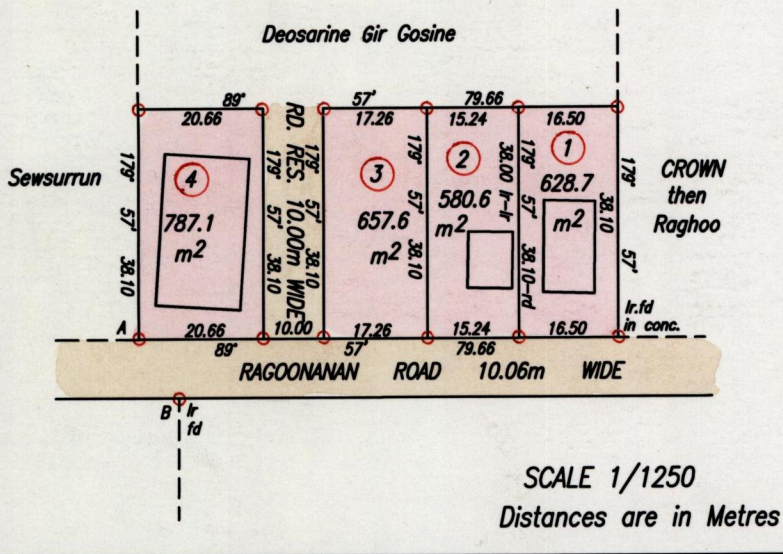 Deosarine Gir Gosine
89° 57' 79.66
20.66 17.26 15.24 16.50
Sewsurrun
CROWN
then
Raghoo
179° 57' 38.10
4
787.1
m²
179° 57' 38.10
RD. RES. 10.00m WIDE
179° 57' 38.10
3
657.6
m²
179° 57' 38.10
2
580.6
m²
38.00 Ir-Ir
179° 57' 38.10-rd
1
628.7
m²
38.10
179° 57'
Ir.fd
in conc.
A
20.66 10.00 17.26 15.24 16.50
89° 57' 79.66
RAGOONANAN ROAD 10.06m WIDE
B Ir
fd
SCALE 1/1250
Distances are in Metres